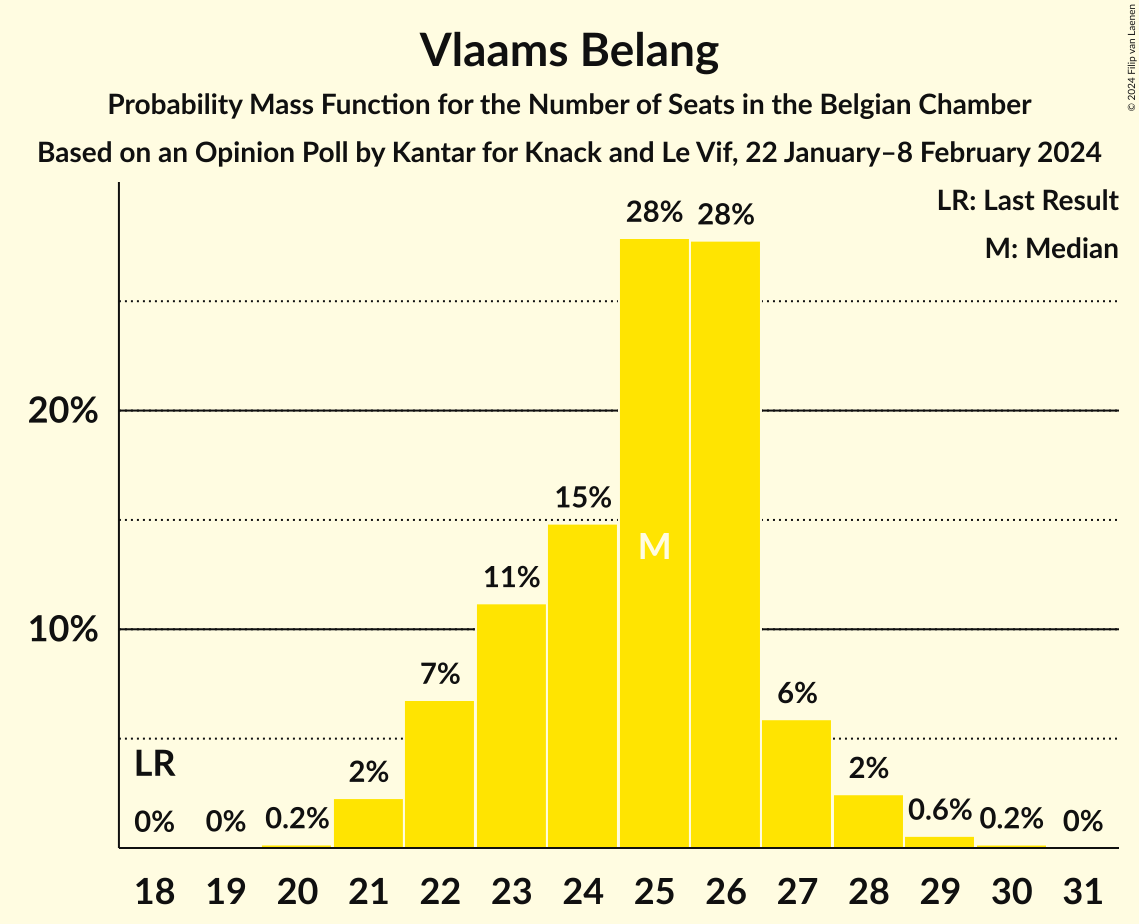 Vlaams Belang
Probability Mass Function for the Number of Seats in the Belgian Chamber
Based on an Opinion Poll by Kantar for Knack and Le Vif, 22 January–8 February 2024
© 2024 Filip van Laenen
LR: Last Result
M: Median
28% 28%
20%
15%
M
11%
10%
7%
6%
LR
2%
2%
0% 0% 0.2% 0.6% 0.2% 0%
18 19 20 21 22 23 24 25 26 27 28 29 30 31